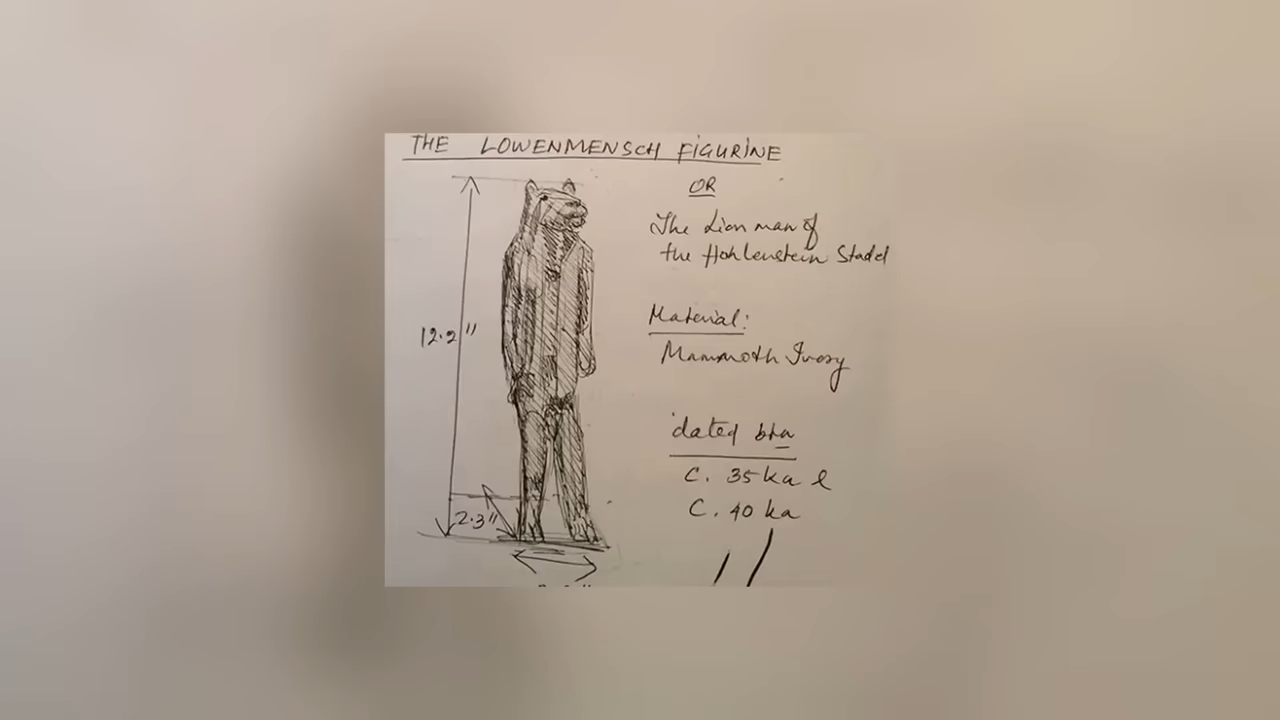 THE LOWENMENSCH FIGURINE
OR
The Lion man of
the Hohlenstein Stadel
12.2"
Material:
Mammoth Ivory
dated btn
C. 35 ka &
C. 40 ka
2.3"